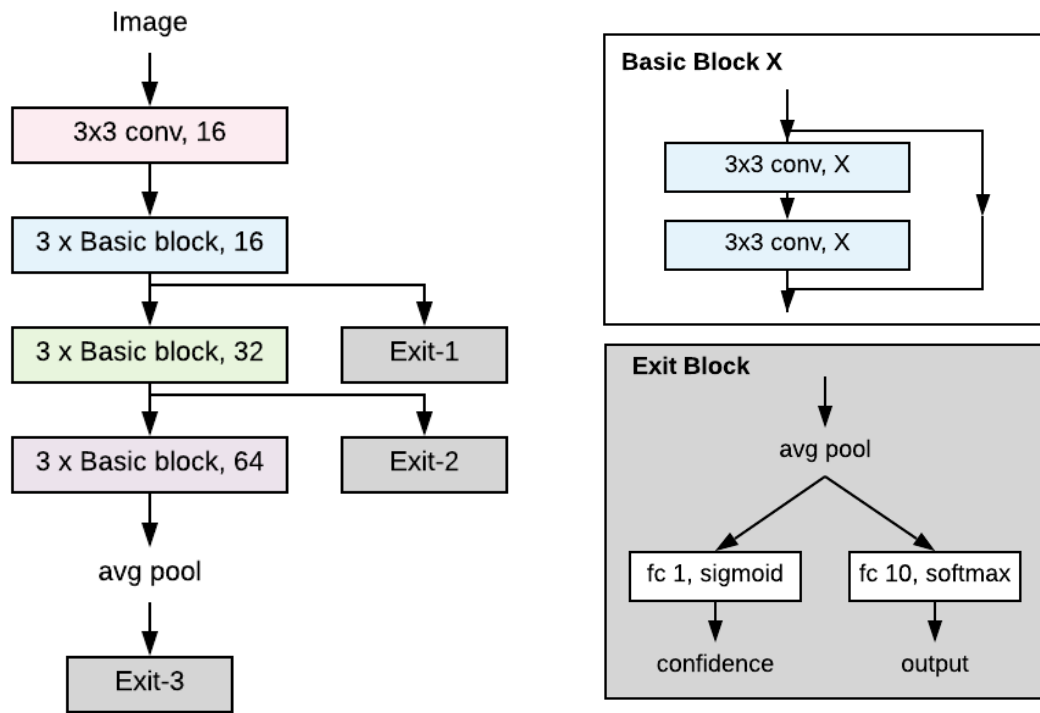 Image
3x3 conv, 16
3 x Basic block, 16
3 x Basic block, 32
Exit-1
3 x Basic block, 64
Exit-2
avg pool
Exit-3
Basic Block X
3x3 conv, X
3x3 conv, X
Exit Block
avg pool
fc 1, sigmoid
fc 10, softmax
confidence
output